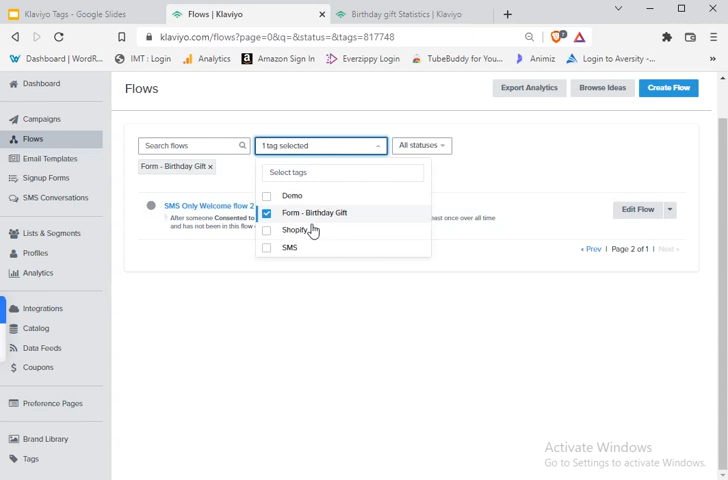 Klaviyo Tags - Google Slides
Flows | Klaviyo
Birthday gift Statistics | Klaviyo
klaviyo.com/flows?page=0&q=&status=&tags=817748
7
Dashboard | WordR...
IMT : Login
Analytics
Amazon Sign In
Everzippy Login
TubeBuddy for You...
Animiz
Login to Aversity -...
Dashboard
Campaigns
Flows
Email Templates
Signup Forms
SMS Conversations
Lists & Segments
Profiles
Analytics
Integrations
Catalog
Data Feeds
Coupons
Preference Pages
Brand Library
Tags
Flows
Export Analytics
Browse Ideas
Create Flow
Search flows
1 tag selected
All statuses
Form - Birthday Gift ×
Select tags
Demo
Form - Birthday Gift
Shopify
SMS
SMS Only Welcome flow 2
After someone Consented to
east once over all time
and has not been in this flow
Edit Flow
« Prev | Page 2 of 1 | Next »
Activate Windows
Go to Settings to activate Windows.